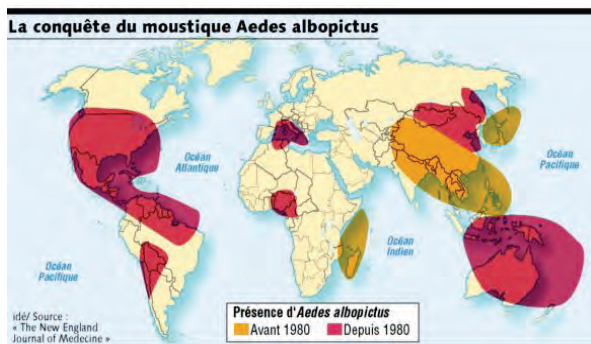 La conquête du moustique Aedes albopictus
Océan
Atlantique
Océan
Pacifique
Océan
Indien
Océan
Pacifique
idé/ Source :
« The New England
Journal of Medecine »
Présence d'Aedes albopictus
Avant 1980
Depuis 1980